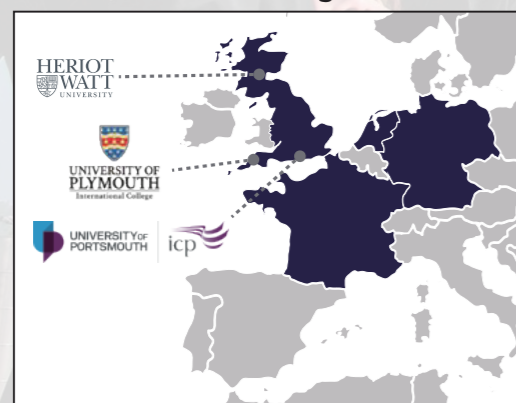 HERIOT
WATT
UNIVERSITY
UNIVERSITY OF
PLYMOUTH
International College
UNIVERSITY OF
PORTSMOUTH
icp